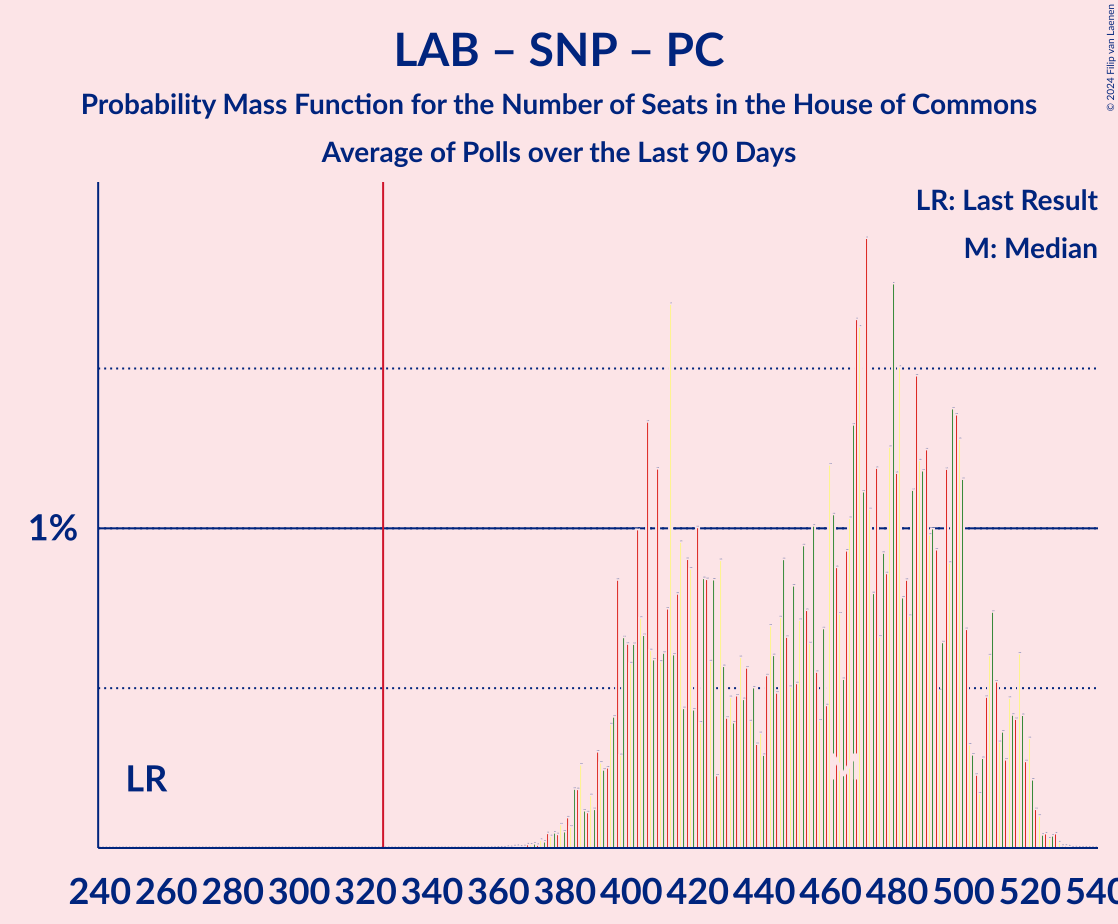 LAB – SNP – PC
Probability Mass Function for the Number of Seats in the House of Commons
Average of Polls over the Last 90 Days
© 2024 Filip van Laenen
LR: Last Result
M: Median
1%
LR
M
240 260 280 300 320 340 360 380 400 420 440 460 480 500 520 540